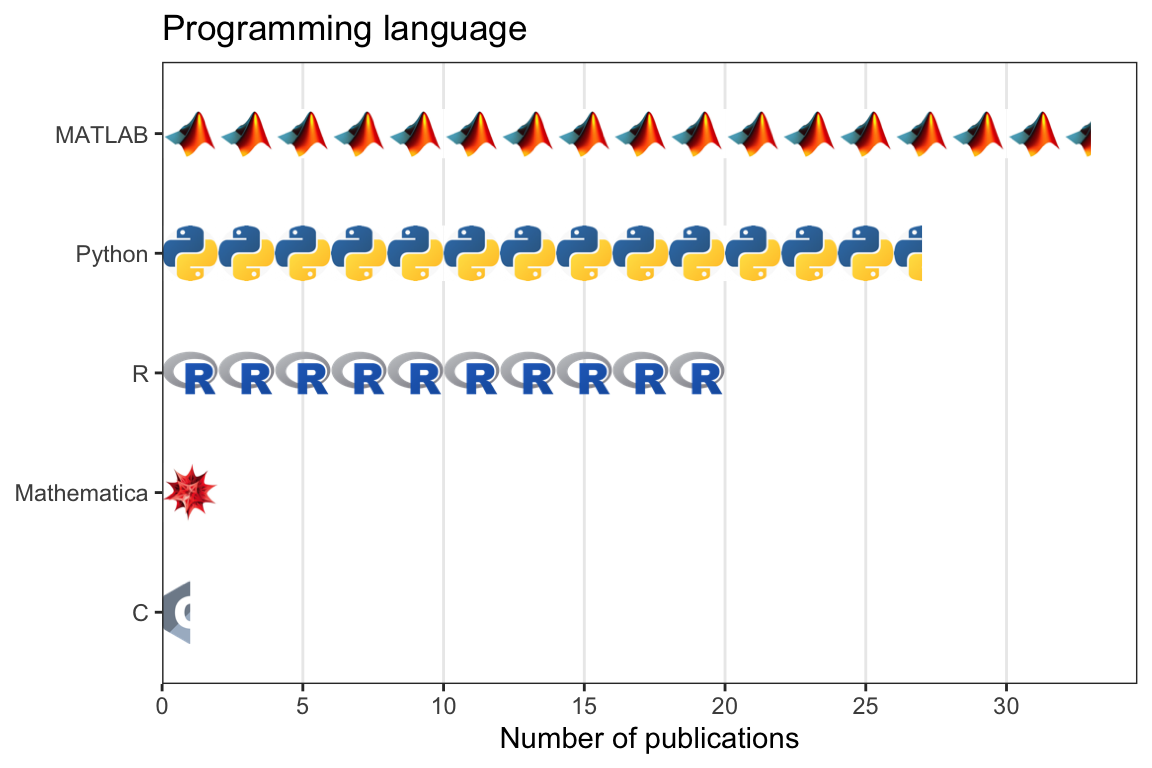 Programming language
MATLAB
Python
R
R R R R R R R R R R
Mathematica
C
C
0 5 10 15 20 25 30
Number of publications